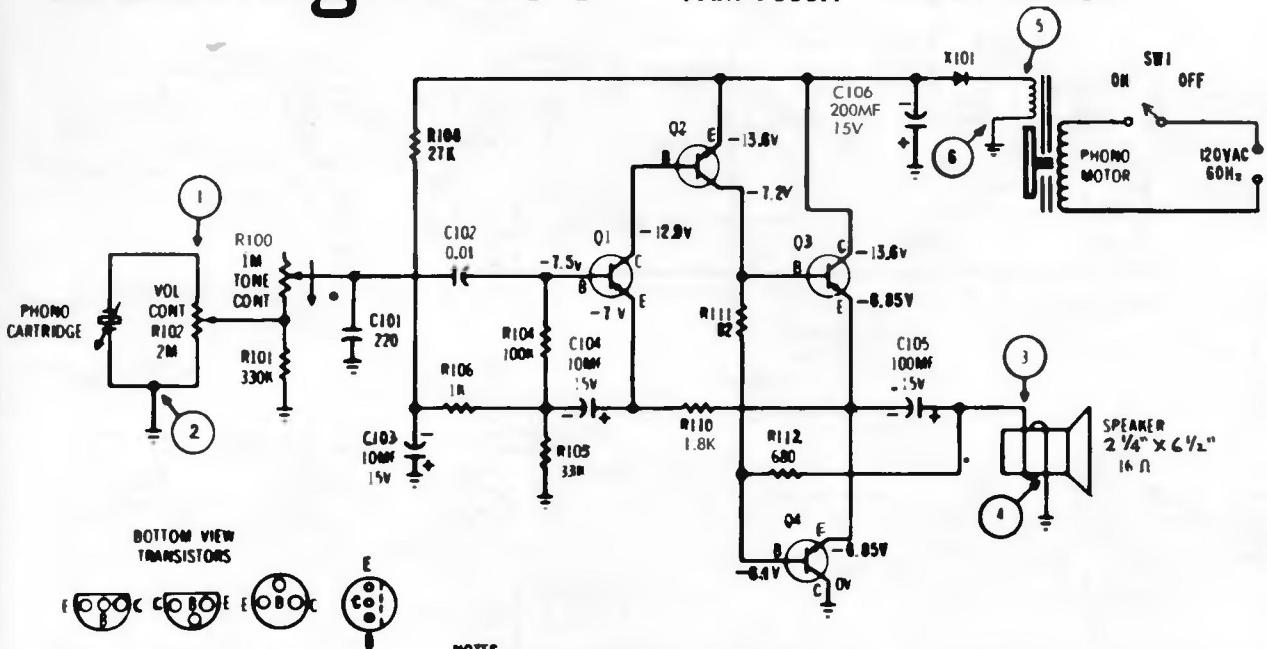 5
X101
SW1
ON OFF
C106
200MF
15V
6
PHONO
MOTOR
120VAC
60Hz
R108
27K
Q2
E
-13.6V
B
-7.2V
1
R100
1M
TONE
CONT
VOL
CONT
R102
2M
PHONO
CARTRIDGE
R101
330K
2
C101
220
C102
0.01
-7.5V
B
Q1
-12.9V
C
E
-7V
Q3
C
-13.6V
B
E
-6.85V
R111
82
R104
100K
C104
10MF
15V
R106
1K
C103
10MF
15V
R105
33K
R110
1.8K
R112
680
C105
100MF
15V
3
SPEAKER
2 1/4" X 6 1/2"
16 Ω
4
Q4
E
-6.85V
B
C
0V
BOTTOM VIEW
TRANSISTORS
E B C
C B E
E B C
E
C
B
NOTES